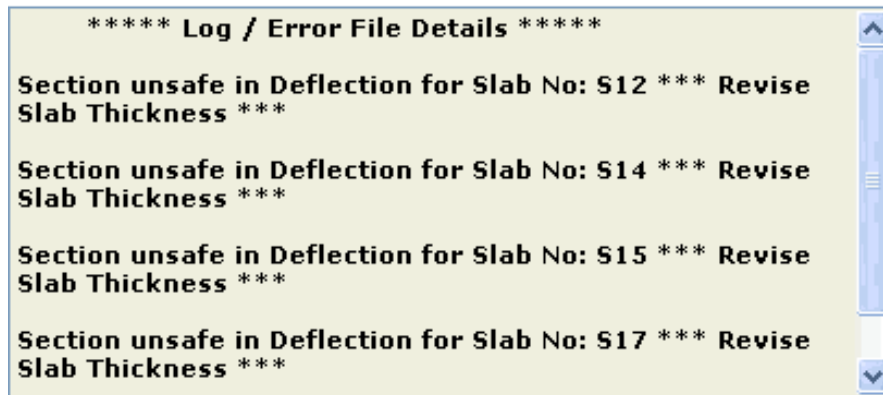 ***** Log / Error File Details *****
Section unsafe in Deflection for Slab No: S12 *** Revise
Slab Thickness ***
Section unsafe in Deflection for Slab No: S14 *** Revise
Slab Thickness ***
Section unsafe in Deflection for Slab No: S15 *** Revise
Slab Thickness ***
Section unsafe in Deflection for Slab No: S17 *** Revise
Slab Thickness ***